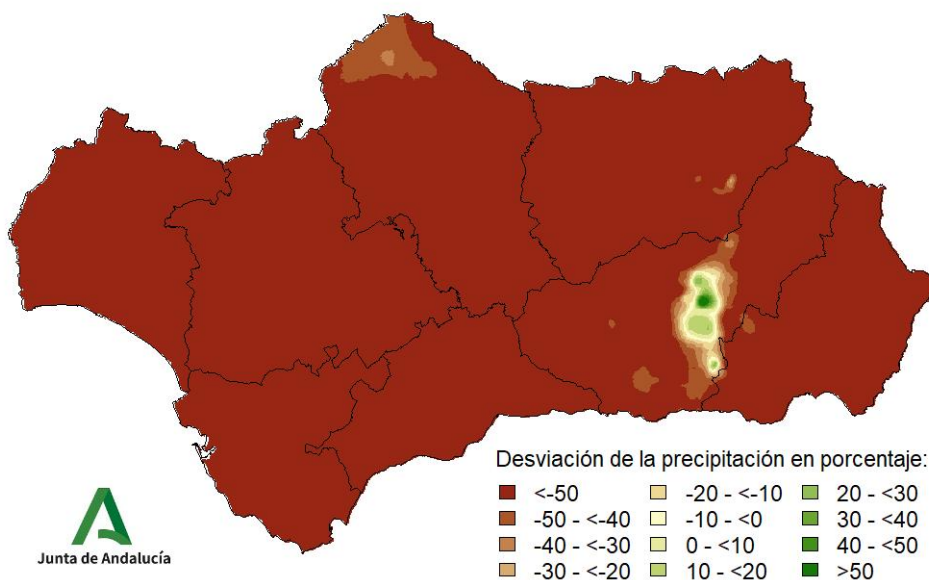 Desviación de la precipitación en porcentaje:
<-50
-50 - <-40
-40 - <-30
-30 - <-20
-20 - <-10
-10 - <0
0 - <10
10 - <20
20 - <30
30 - <40
40 - <50
>50
Junta de Andalucía